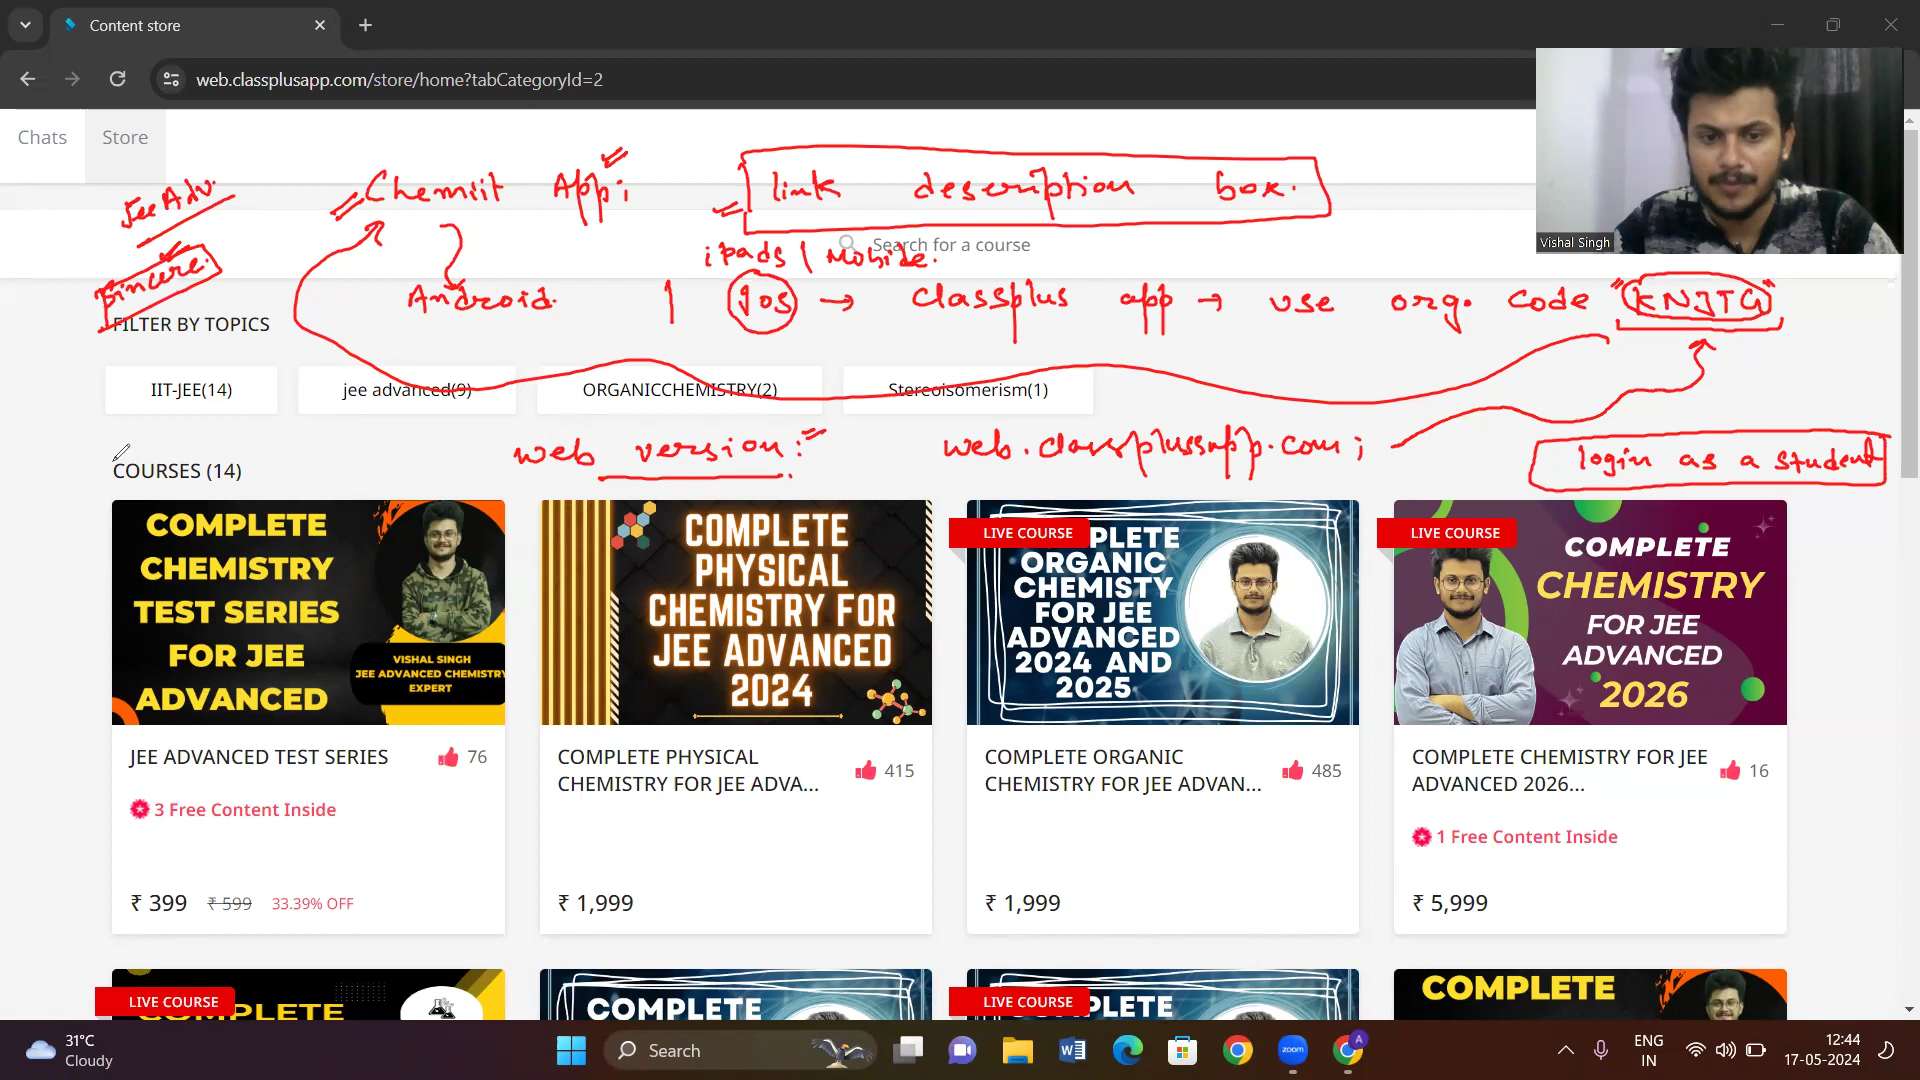 Content store
web.classplusapp.com/store/home?tabCategoryId=2
Chats
Store
Jee Adv.
Sincere.
Chemiit App;
link description box.
Search for a course
ipads | Mobile.
Android | ios → classplus app → use org. code "KNJTG"
FILTER BY TOPICS
IIT-JEE(14)
jee advanced(9)
ORGANICCHEMISTRY(2)
Stereoisomerism(1)
web version:
web.classplussapp.com;
login as a student
COURSES (14)
COMPLETE
CHEMISTRY
TEST SERIES
FOR JEE
ADVANCED
VISHAL SINGH
JEE ADVANCED CHEMISTRY
EXPERT
COMPLETE
PHYSICAL
CHEMISTRY FOR
JEE ADVANCED
2024
LIVE COURSE
PLETE
ORGANIC
CHEMISTY
FOR JEE
ADVANCED
2024 AND
2025
LIVE COURSE
COMPLETE
CHEMISTRY
FOR JEE
ADVANCED
2026
JEE ADVANCED TEST SERIES
76
3 Free Content Inside
₹ 399 ₹ 599 33.39% OFF
COMPLETE PHYSICAL
CHEMISTRY FOR JEE ADVA...
415
₹ 1,999
COMPLETE ORGANIC
CHEMISTRY FOR JEE ADVAN...
485
₹ 1,999
COMPLETE CHEMISTRY FOR JEE
ADVANCED 2026...
16
1 Free Content Inside
₹ 5,999
LIVE COURSE
COMPLETE
COMPLETE
LIVE COURSE
PLETE
COMPLETE
Vishal Singh
31°C
Cloudy
Search
W
zoom
A
ENG
IN
12:44
17-05-2024